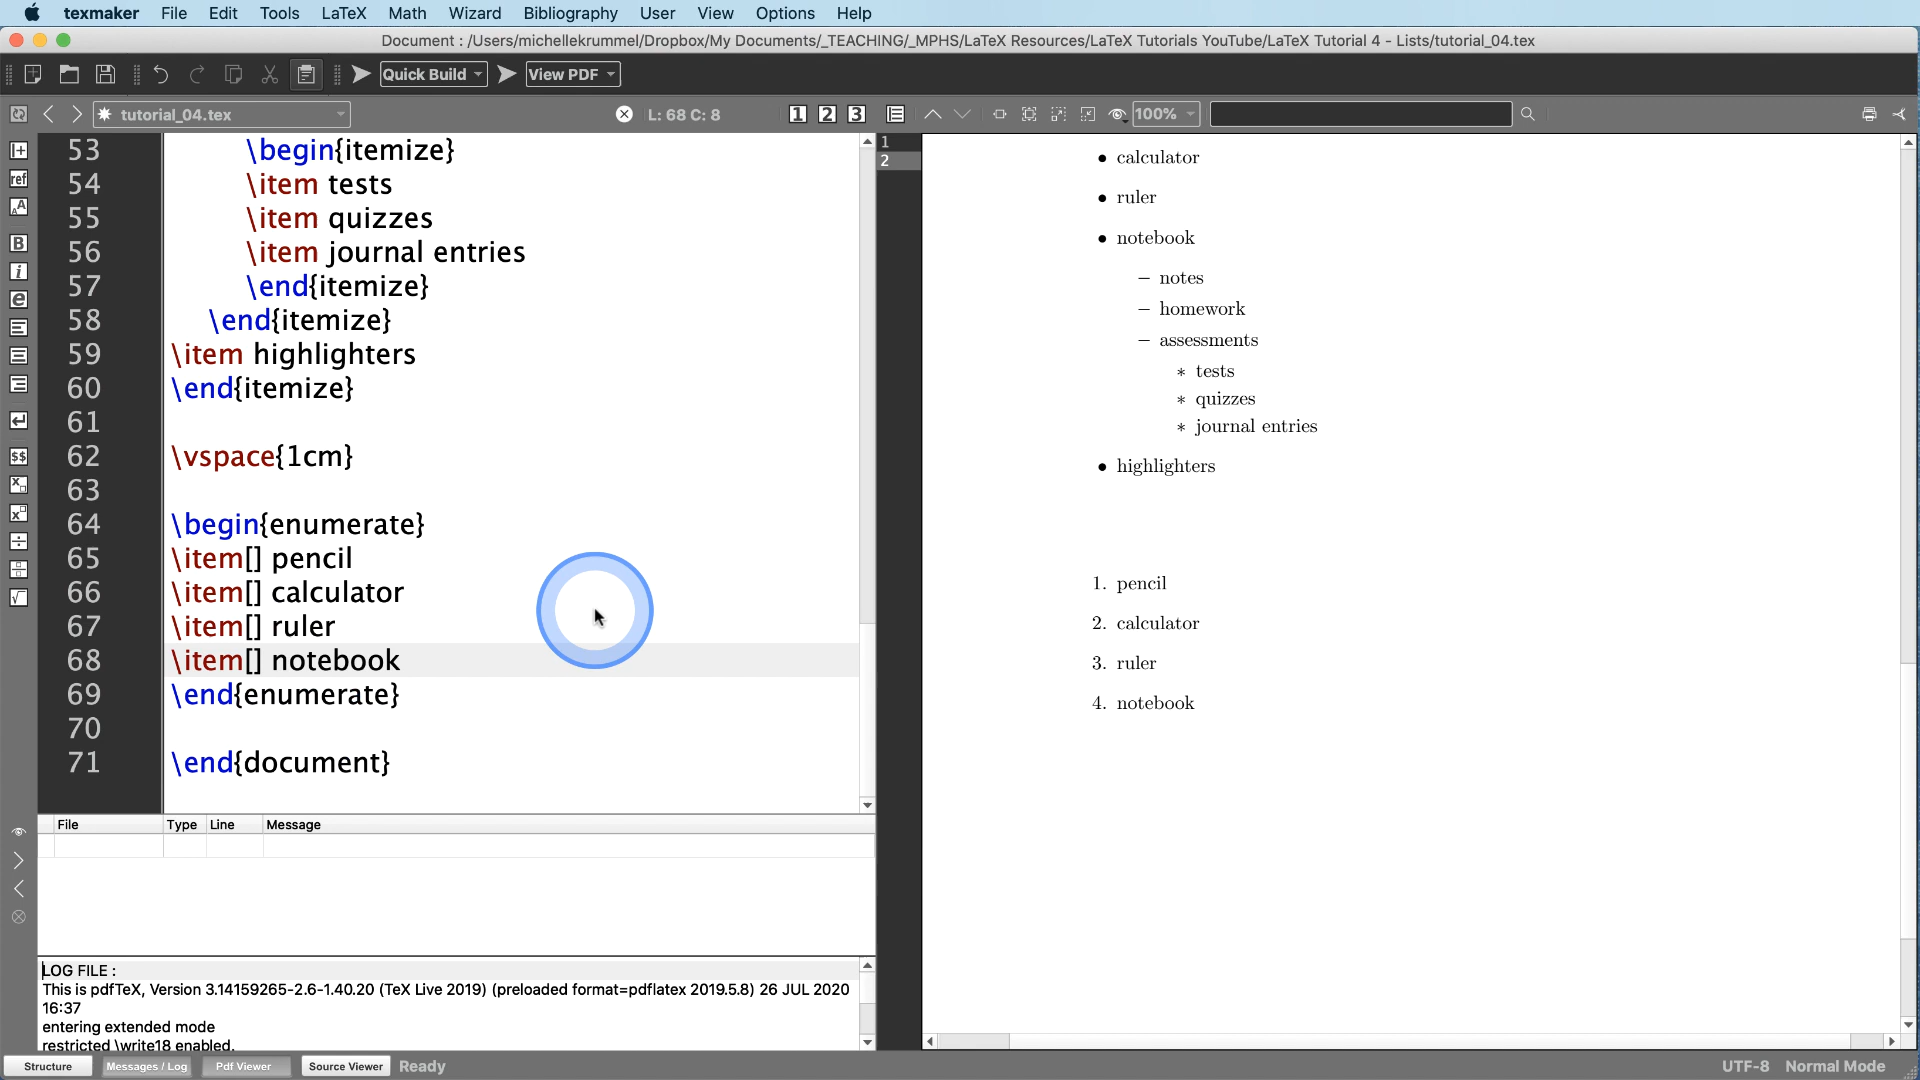 texmaker File Edit Tools LaTeX Math Wizard Bibliography User View Options Help
Document : /Users/michellekrummel/Dropbox/My Documents/_TEACHING/_MPHS/LaTeX Resources/LaTeX Tutorials YouTube/LaTeX Tutorial 4 - Lists/tutorial_04.tex
Quick Build View PDF
tutorial_04.tex L: 68 C: 8 1 2 3 100%
53 \begin{itemize}
54 \item tests
55 \item quizzes
56 \item journal entries
57 \end{itemize}
58 \end{itemize}
59 \item highlighters
60 \end{itemize}
61
62 \vspace{1cm}
63
64 \begin{enumerate}
65 \item[] pencil
66 \item[] calculator
67 \item[] ruler
68 \item[] notebook
69 \end{enumerate}
70
71 \end{document}
1
2
• calculator
• ruler
• notebook
– notes
– homework
– assessments
* tests
* quizzes
* journal entries
• highlighters
1. pencil
2. calculator
3. ruler
4. notebook
File Type Line Message
LOG FILE :
This is pdfTeX, Version 3.14159265-2.6-1.40.20 (TeX Live 2019) (preloaded format=pdflatex 2019.5.8) 26 JUL 2020
16:37
entering extended mode
restricted \write18 enabled.
Structure Messages / Log Pdf Viewer Source Viewer Ready UTF-8 Normal Mode